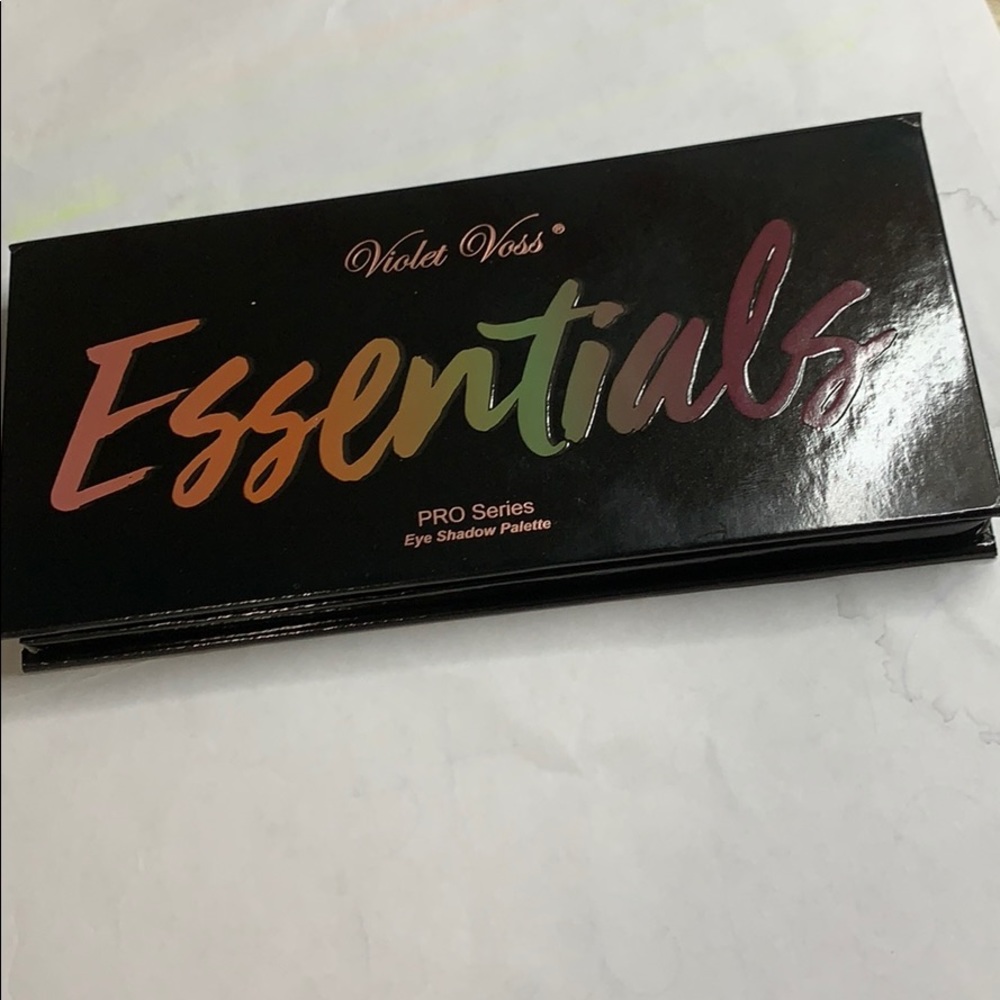 Violet Voss®
Essentials
PRO Series
Eye Shadow Palette